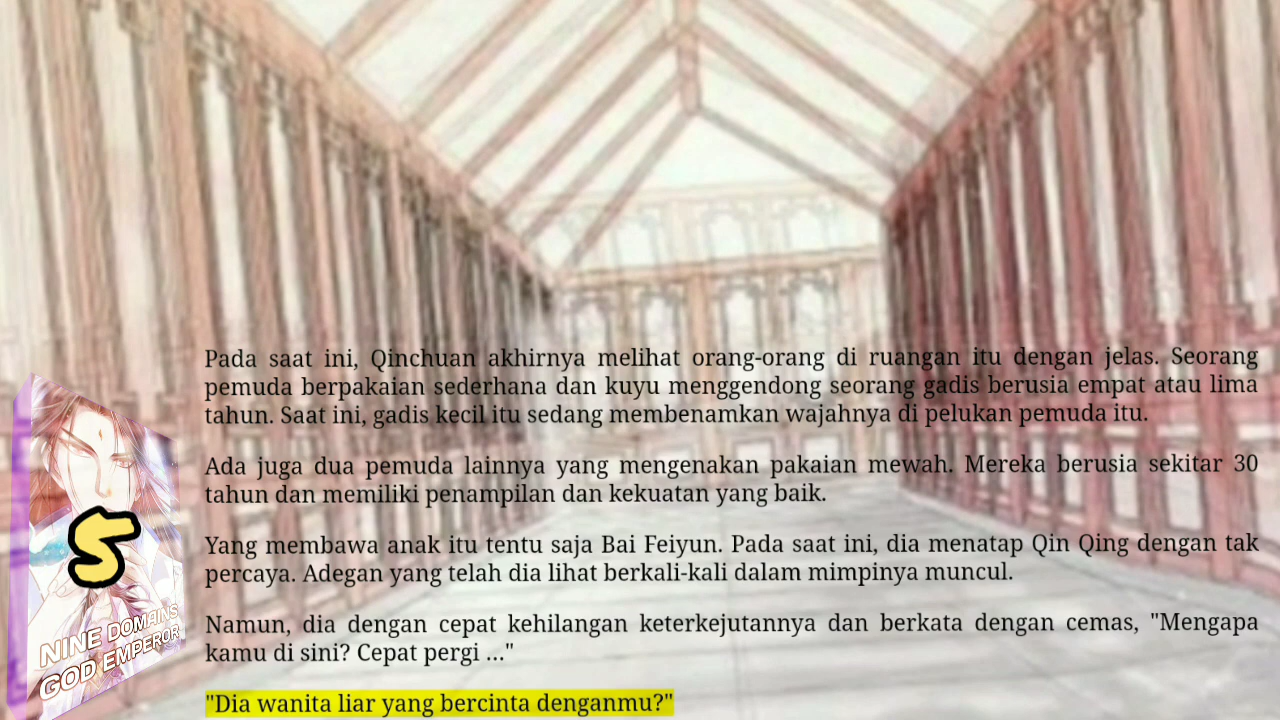 Pada saat ini, Qinchuan akhirnya melihat orang-orang di ruangan itu dengan jelas. Seorang
pemuda berpakaian sederhana dan kuyu menggendong seorang gadis berusia empat atau lima
tahun. Saat ini, gadis kecil itu sedang membenamkan wajahnya di pelukan pemuda itu.
Ada juga dua pemuda lainnya yang mengenakan pakaian mewah. Mereka berusia sekitar 30
tahun dan memiliki penampilan dan kekuatan yang baik.
Yang membawa anak itu tentu saja Bai Feiyun. Pada saat ini, dia menatap Qin Qing dengan tak
percaya. Adegan yang telah dia lihat berkali-kali dalam mimpinya muncul.
Namun, dia dengan cepat kehilangan keterkejutannya dan berkata dengan cemas, "Mengapa
kamu di sini? Cepat pergi ..."
"Dia wanita liar yang bercinta denganmu?"
5
NINE DOMAINS
GOD EMPEROR